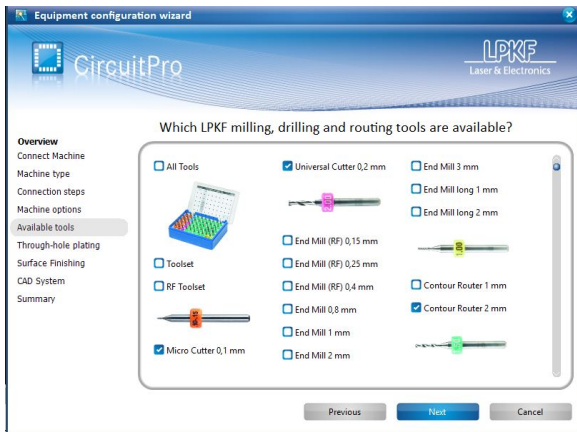 Equipment configuration wizard
CircuitPro
LPKF
Laser & Electronics
Which LPKF milling, drilling and routing tools are available?
Overview
Connect Machine
Machine type
Connection steps
Machine options
Available tools
Through-hole plating
Surface Finishing
CAD System
Summary
All Tools
Toolset
RF Toolset
Micro Cutter 0,1 mm
Universal Cutter 0,2 mm
End Mill (RF) 0,15 mm
End Mill (RF) 0,25 mm
End Mill (RF) 0,4 mm
End Mill 0,8 mm
End Mill 1 mm
End Mill 2 mm
End Mill 3 mm
End Mill long 1 mm
End Mill long 2 mm
1.00
Contour Router 1 mm
Contour Router 2 mm
Previous
Next
Cancel